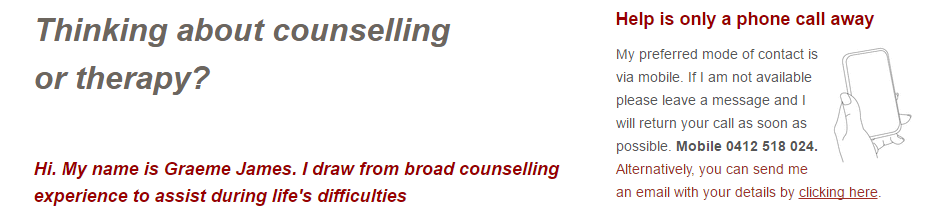 Thinking about counselling
or therapy?
Hi. My name is Graeme James. I draw from broad counselling
experience to assist during life's difficulties
Help is only a phone call away
My preferred mode of contact is
via mobile. If I am not available
please leave a message and I
will return your call as soon as
possible. Mobile 0412 518 024.
Alternatively, you can send me
an email with your details by clicking here.